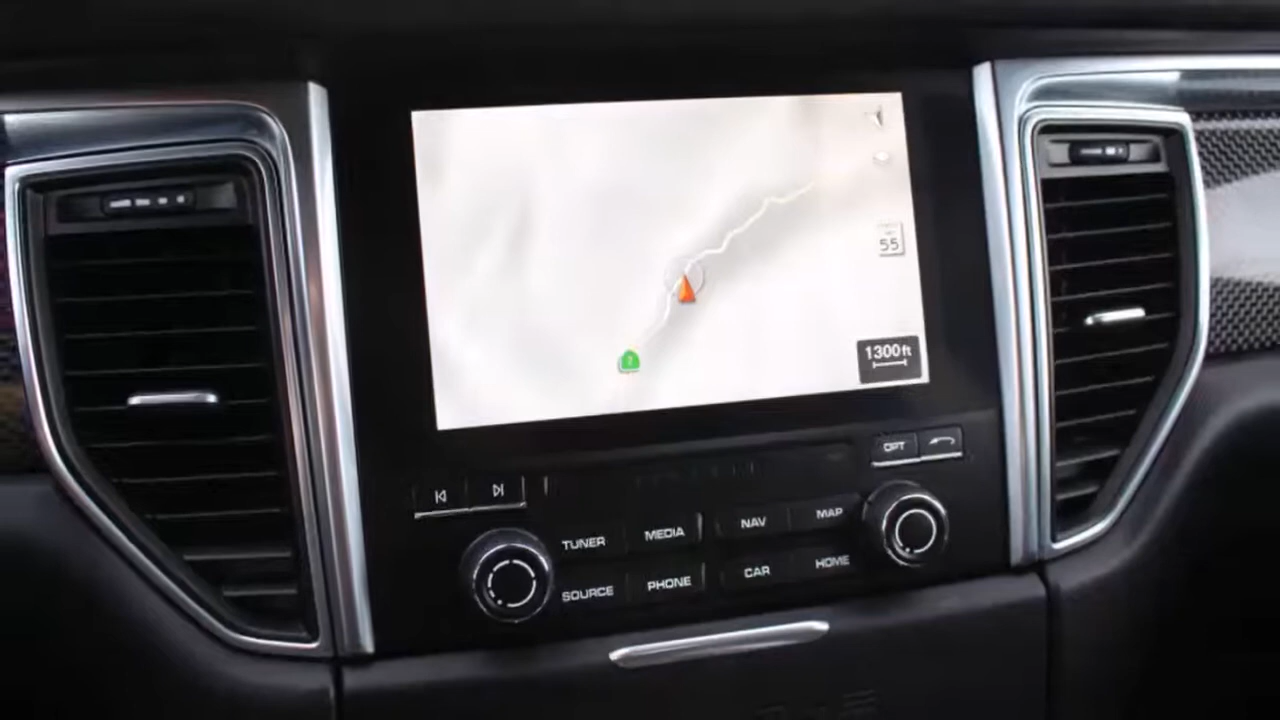 55
1300ft
OPT
TUNER
MEDIA
NAV
MAP
SOURCE
PHONE
CAR
HOME